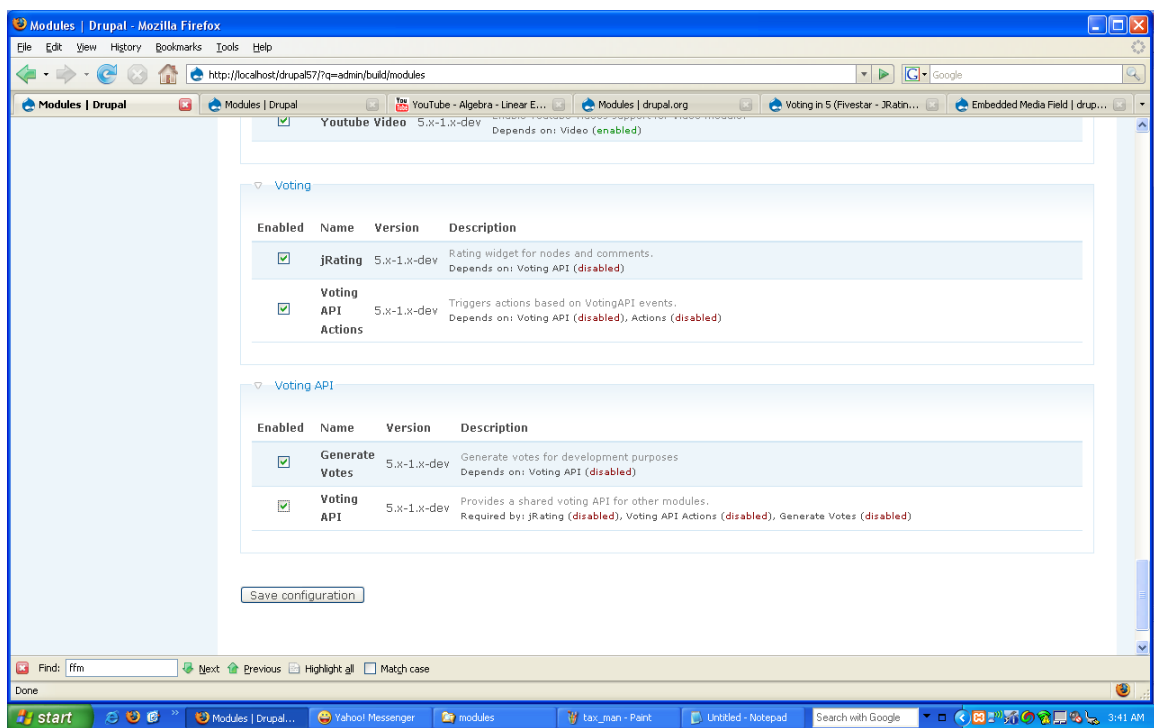 Modules | Drupal - Mozilla Firefox
File Edit View History Bookmarks Tools Help
http://localhost/drupal57/?q=admin/build/modules
G Google
Modules | Drupal Modules | Drupal You Tube YouTube - Algebra - Linear E... Modules | drupal.org Voting in 5 (Fivestar - JRatin... Embedded Media Field | drup...
Youtube Video 5.x-1.x-dev
Depends on: Video (enabled)
Voting
Enabled Name Version Description
jRating 5.x-1.x-dev Rating widget for nodes and comments.
Depends on: Voting API (disabled)
Voting API Actions 5.x-1.x-dev Triggers actions based on VotingAPI events.
Depends on: Voting API (disabled), Actions (disabled)
Voting API
Enabled Name Version Description
Generate Votes 5.x-1.x-dev Generate votes for development purposes
Depends on: Voting API (disabled)
Voting API 5.x-1.x-dev Provides a shared voting API for other modules.
Required by: jRating (disabled), Voting API Actions (disabled), Generate Votes (disabled)
Save configuration
Find: ffm Next Previous Highlight all Match case
Done
start » Modules | Drupal... Yahoo! Messenger modules tax_man - Paint Untitled - Notepad Search with Google 3:41 AM